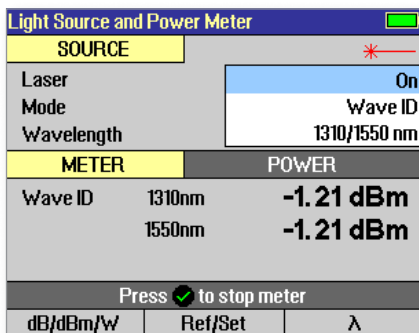 Light Source and Power Meter
SOURCE
Laser On
Mode Wave ID
Wavelength 1310/1550 nm
METER POWER
Wave ID 1310nm -1.21 dBm
1550nm -1.21 dBm
Press to stop meter
dB/dBm/W Ref/Set λ